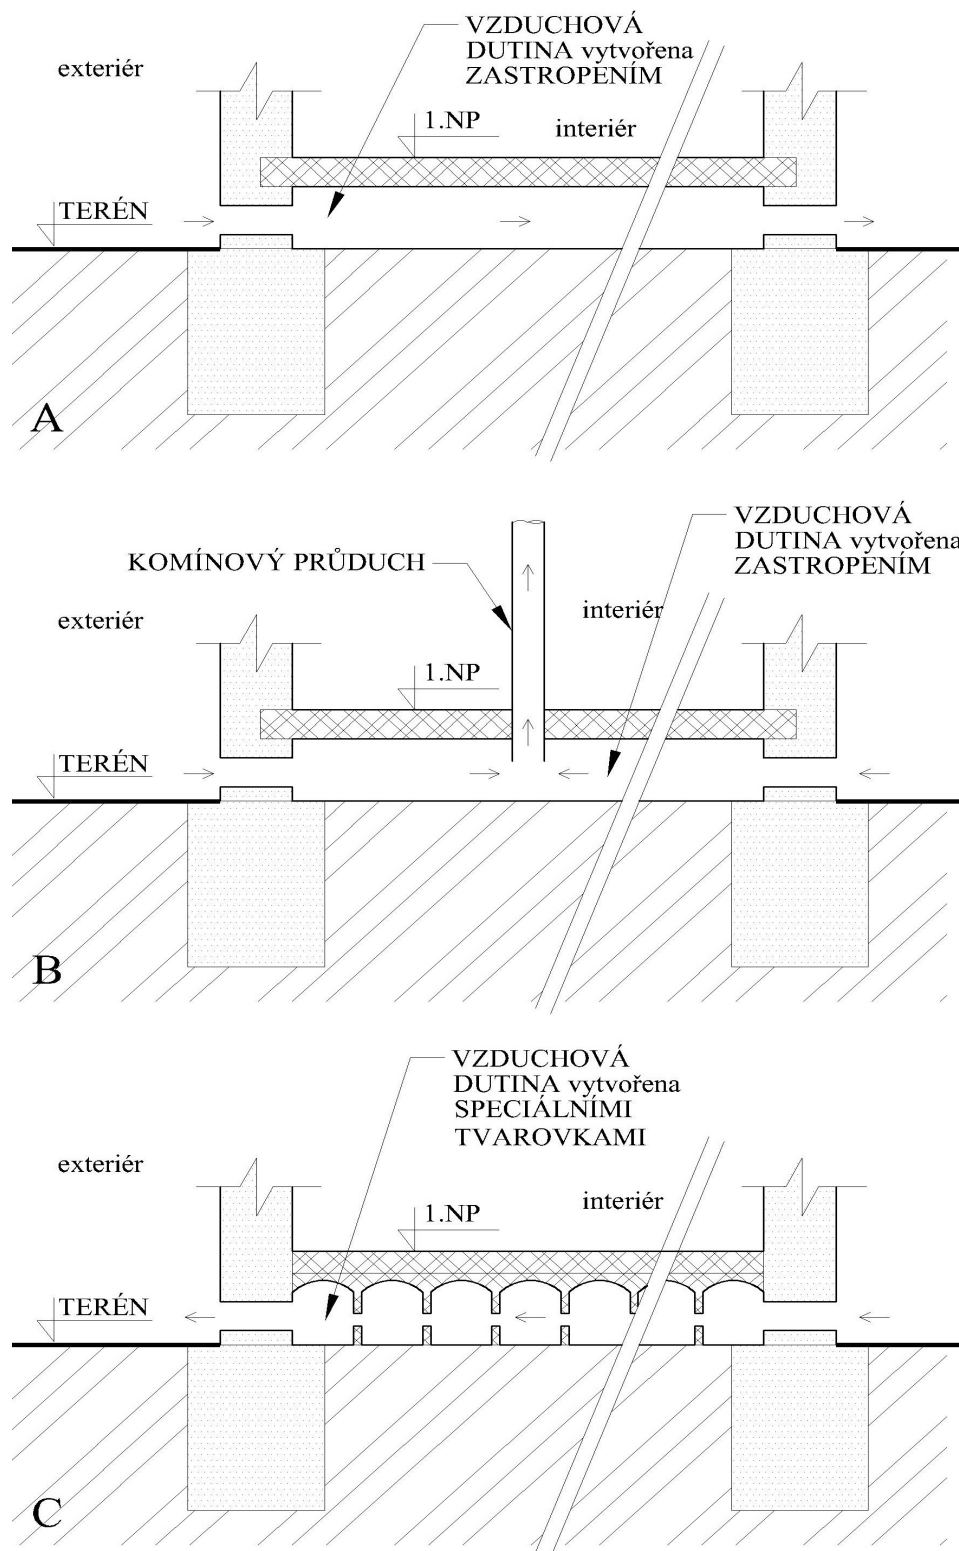 VZDUCHOVÁ
DUTINA vytvořena
ZASTROPENÍM
exteriér
1.NP
interiér
TERÉN
A
VZDUCHOVÁ
DUTINA vytvořena
ZASTROPENÍM
KOMÍNOVÝ PRŮDUCH
interiér
exteriér
1.NP
TERÉN
B
VZDUCHOVÁ
DUTINA vytvořena
SPECIÁLNÍMI
TVAROVKAMI
exteriér
interiér
1.NP
TERÉN
C